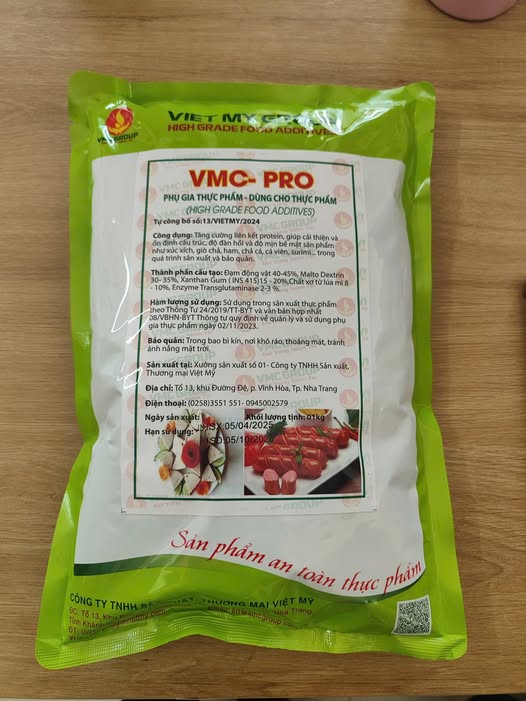 VMC GROUP
VIET MY GROUP
HIGH GRADE FOOD ADDITIVES
VMC- PRO
PHỤ GIA THỰC PHẨM - DÙNG CHO THỰC PHẨM
(HIGH GRADE FOOD ADDITIVES)
Tự công bố số:13/VIETMY/2024
Công dụng: Tăng cường liên kết protein, giúp cải thiện và
ổn định cấu trúc, độ đàn hồi và độ mịn bề mặt sản phẩm
như xúc xích, giò chả, ham, chả cá, cá viên, surimi... trong
quá trình sản xuất và bảo quản.
Thành phần cấu tạo: Đạm động vật 40-45%, Malto Dextrin
30- 35%, Xanthan Gum ( INS 415)15 - 20%,Chất xơ từ lúa mì 8
- 10%, Enzyme Transglutaminase 2-3 %.
Hàm lượng sử dụng: Sử dụng trong sản xuất thực phẩm
theo Thông Tư 24/2019/TT-BYT và văn bản hợp nhất
08/VBHN-BYT Thông tư quy định về quản lý và sử dụng phụ
gia thực phẩm ngày 02/11/2023.
Bảo quản: Trong bao bì kín, nơi khô ráo, thoáng mát, tránh
ánh nắng mặt trời.
Sản xuất tại: Xưởng sản xuất số 01- Công ty TNHH Sản xuất,
Thương mại Việt Mỹ
Địa chỉ: Tổ 13, khu Đường Đệ, p. Vĩnh Hòa, Tp. Nha Trang
Điện thoại: (0258)3551 551- 0945002579
Ngày sản xuất: Khối lượng tịnh: 01kg
NSX 05/04/2025
Hạn sử dụng:
Sản phẩm an toàn thực phẩm
CÔNG TY TNHH SẢN XUẤT, THƯƠNG MẠI VIỆT MỸ
ĐC: Tổ 13, Khu Nha Trang
Tỉnh Khánh